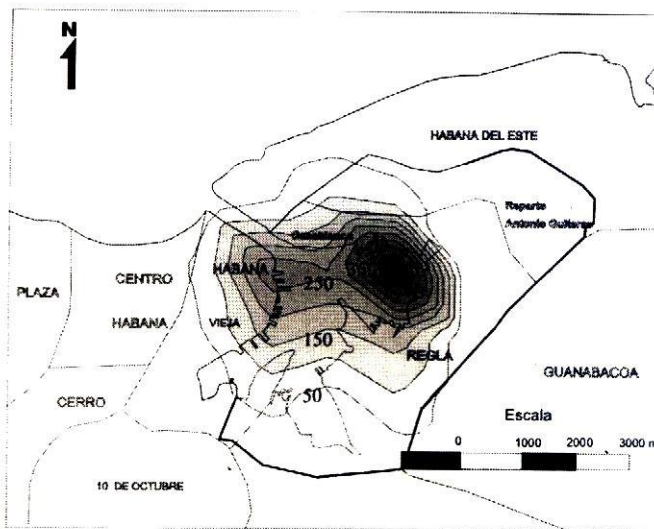 N
HABANA DEL ESTE
Reparto
Antonio Guiteras
CENTRO
HABANA
PLAZA
250
HABANA
VIEJA
150
REGLA
GUANABACOA
50
CERRO
Escala
0 1000 2000 3000 m
10 DE OCTUBRE